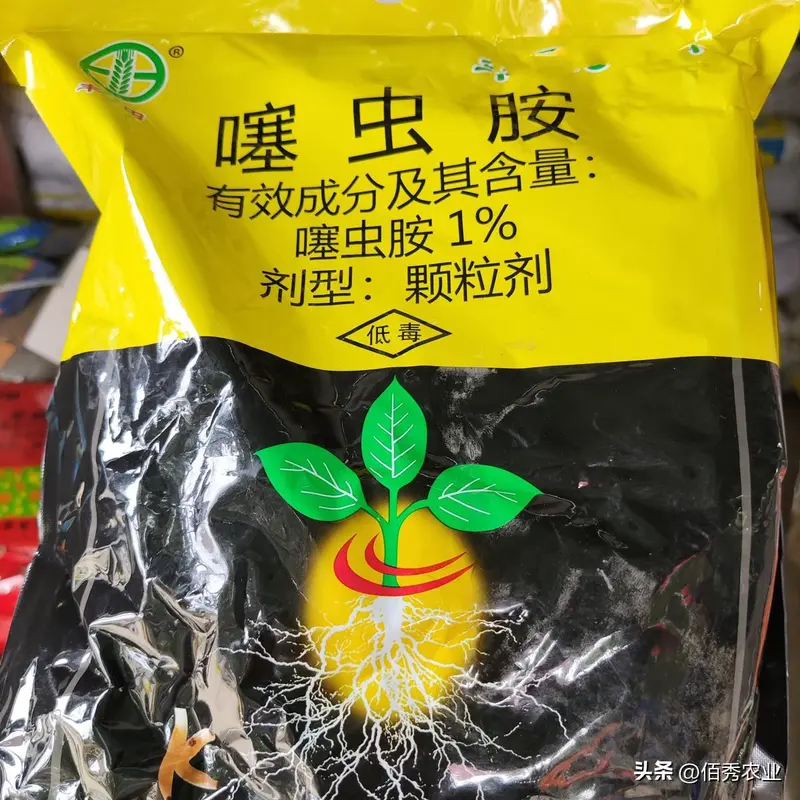 ®
噻虫胺
有效成分及其含量：
噻虫胺 1%
剂型：颗粒剂
低毒
头条 @佰秀农业